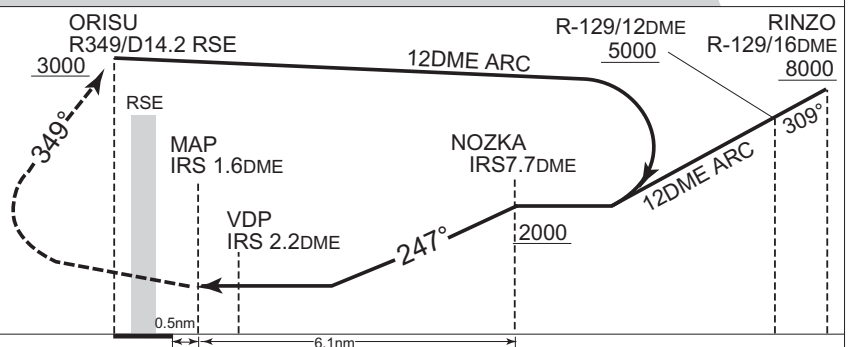 ORISU
R349/D14.2 RSE
3000
12DME ARC
R-129/12DME
5000
RINZO
R-129/16DME
8000
RSE
349°
MAP
IRS 1.6DME
NOZKA
IRS7.7DME
309°
12DME ARC
VDP
IRS 2.2DME
247°
2000
0.5nm
6.1nm